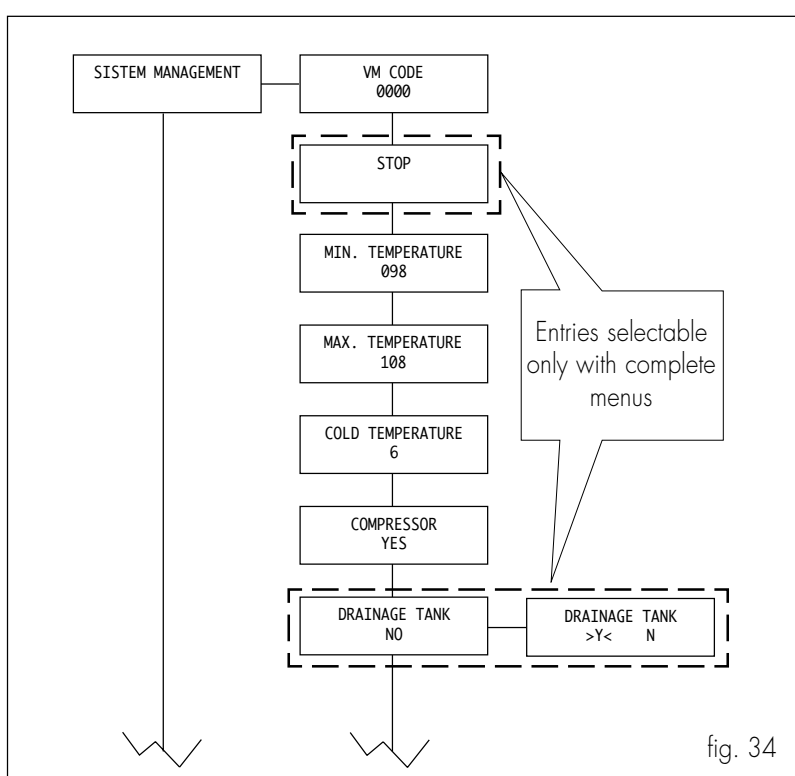 SISTEM MANAGEMENT
VM CODE
0000
STOP
MIN. TEMPERATURE
098
MAX. TEMPERATURE
108
Entries selectable
only with complete
menus
COLD TEMPERATURE
6
COMPRESSOR
YES
DRAINAGE TANK
NO
DRAINAGE TANK
>Y< N
fig. 34